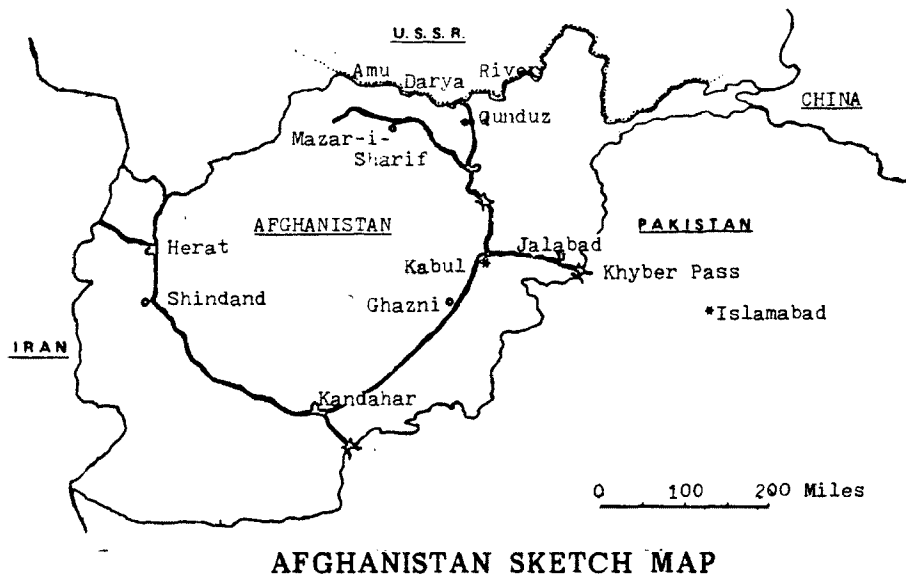 U.S.S.R.
Amu Darya River
CHINA
Qunduz
Mazar-i-
Sharif
AFGHANISTAN
PAKISTAN
Herat
Jalabad
Kabul
Khyber Pass
Shindand
Ghazni
*Islamabad
IRAN
Kandahar
0 100 200 Miles
AFGHANISTAN SKETCH MAP